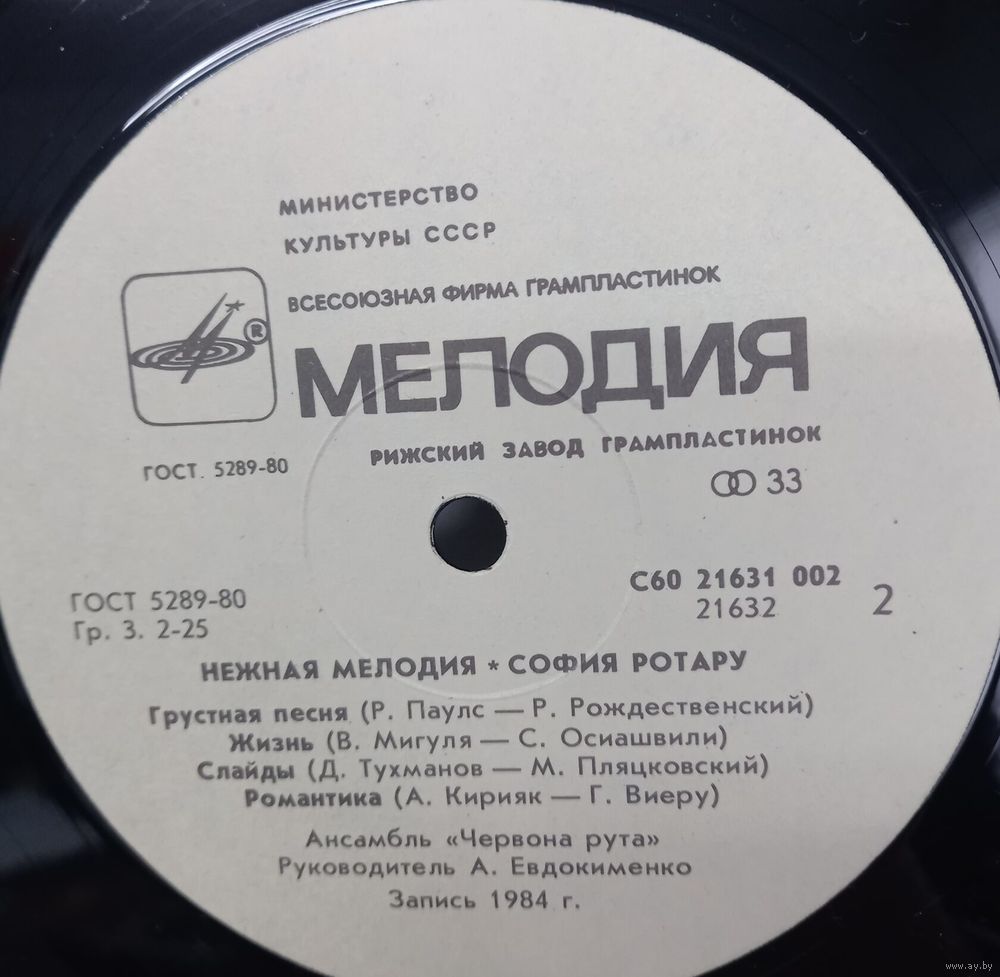 МИНИСТЕРСТВО
КУЛЬТУРЫ СССР
ВСЕСОЮЗНАЯ ФИРМА ГРАМПЛАСТИНОК
®
МЕЛОДИЯ
РИЖСКИЙ ЗАВОД ГРАМПЛАСТИНОК
ГОСТ. 5289-80
33
С60 21631 002
21632
2
ГОСТ 5289-80
Гр. 3. 2-25
НЕЖНАЯ МЕЛОДИЯ * СОФИЯ РОТАРУ
Грустная песня (Р. Паулс — Р. Рождественский)
Жизнь (В. Мигуля — С. Осиашвили)
Слайды (Д. Тухманов — М. Пляцковский)
Романтика (А. Кирияк — Г. Виеру)
Ансамбль «Червона рута»
Руководитель А. Евдокименко
Запись 1984 г.
www.ay.by